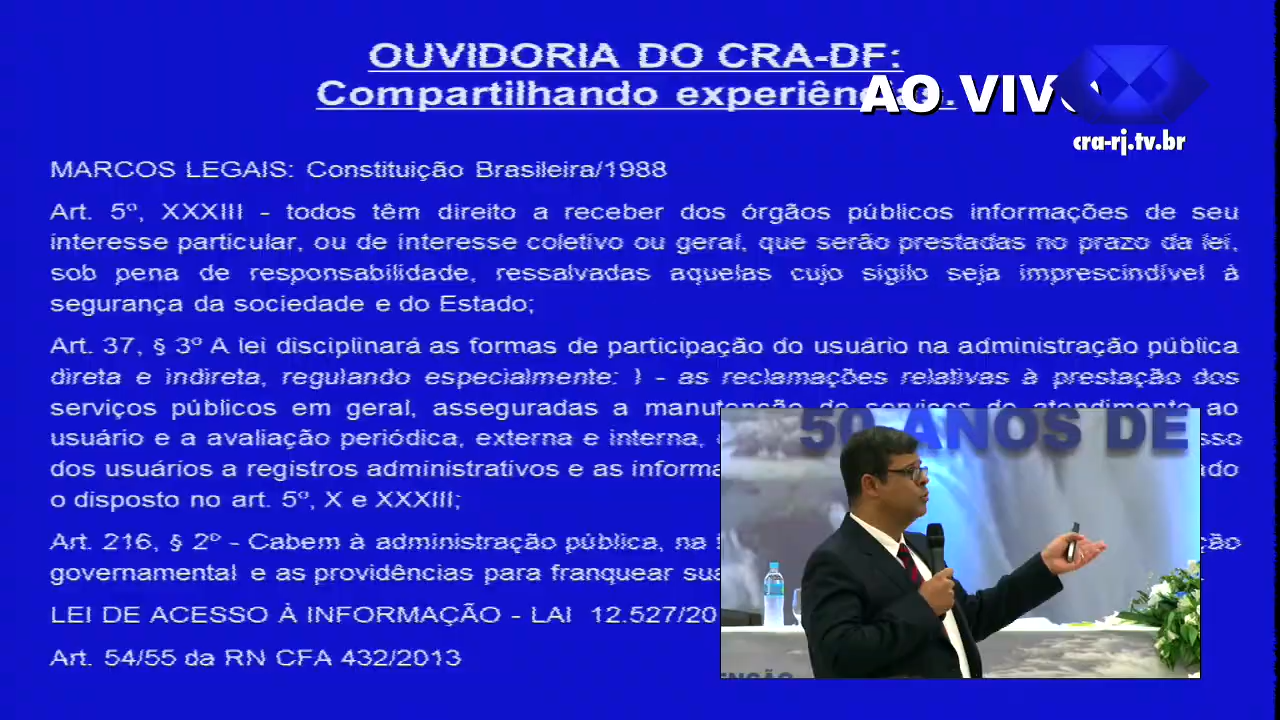 OUVIDORIA DO CRA-DF:
Compartilhando experiências.
AO VIVO
cra-rj.tv.br
MARCOS LEGAIS: Constituição Brasileira/1988
Art. 5º, XXXIII - todos têm direito a receber dos órgãos públicos informações de seu
interesse particular, ou de interesse coletivo ou geral, que serão prestadas no prazo da lei,
sob pena de responsabilidade, ressalvadas aquelas cujo sigilo seja imprescindível à
segurança da sociedade e do Estado;
Art. 37, § 3º A lei disciplinará as formas de participação do usuário na administração pública
direta e indireta, regulando especialmente: I - as reclamações relativas à prestação dos
serviços públicos em geral, asseguradas a manutenção de serviços de atendimento ao
usuário e a avaliação periódica, externa e interna,
dos usuários a registros administrativos e as
o disposto no art. 5º, X e XXXIII;
Art. 216, § 2º - Cabem à administração pública, na
governamental e as providências para franquear
LEI DE ACESSO À INFORMAÇÃO - LAI 12.527/20
Art. 54/55 da RN CFA 432/2013
50 ANOS DE